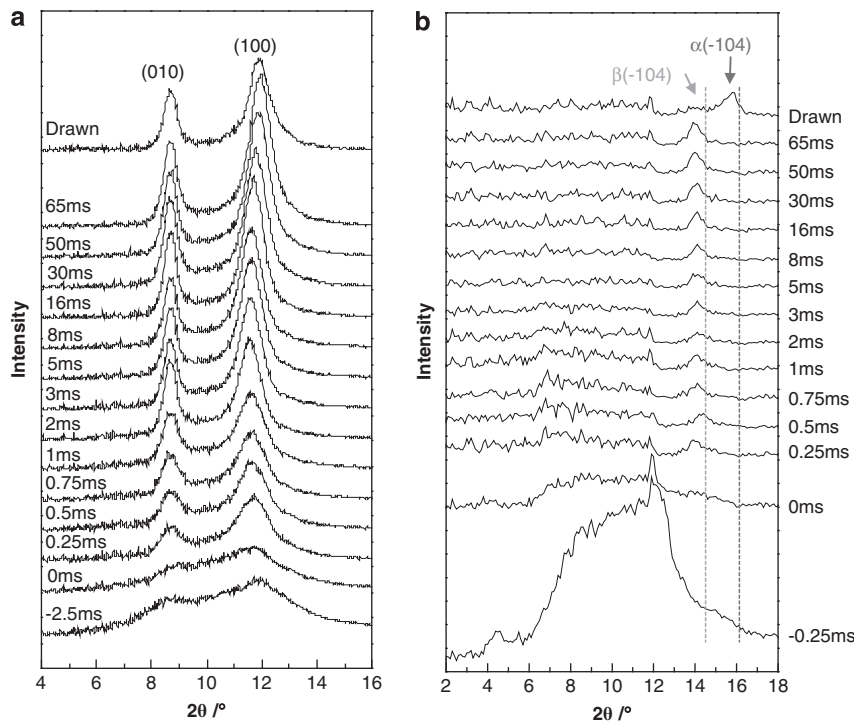 a
(010)
(100)
Drawn
65ms
50ms
30ms
16ms
8ms
5ms
3ms
2ms
1ms
0.75ms
0.5ms
0.25ms
0ms
-2.5ms
Intensity
4 6 8 10 12 14 16
2θ /°
b
α(-104)
β(-104)
Drawn
65ms
50ms
30ms
16ms
8ms
5ms
3ms
2ms
1ms
0.75ms
0.5ms
0.25ms
0ms
-0.25ms
Intensity
2 4 6 8 10 12 14 16 18
2θ /°